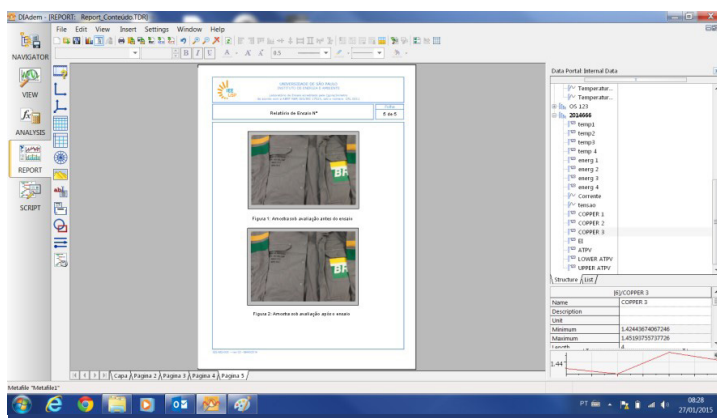 DIAdem - [REPORT: Report_Conteúdo.TDR]
File Edit View Insert Settings Window Help
NAVIGATOR
VIEW
ANALYSIS
REPORT
SCRIPT
UNIVERSIDADE DE SÃO PAULO
INSTITUTO DE ENERGIA E AMBIENTE
Relatório de Ensaio N°
Folha
5 de 5
BR
Figura 1: Amostra sob avaliação antes do ensaio
BR
Figura 2: Amostra sob avaliação após o ensaio
Capa
Página 2
Página 3
Página 4
Página 5
Metafile "Metafile1"
Data Portal: Internal Data
Temperatur...
Temperatur...
OS 123
2014666
temp1
temp2
temp3
temp 4
energ 1
energ 2
energ 3
energ 4
Corrente
tensao
COPPER 1
COPPER 2
COPPER 3
EI
ATPV
LOWER ATPV
UPPER ATPV
Structure List
[6]/COPPER 3
Name COPPER 3
Description
Unit
Minimum 1.42443674067246
Maximum 1.45193755737726
Length 4
1.44
PT
08:28
27/01/2015